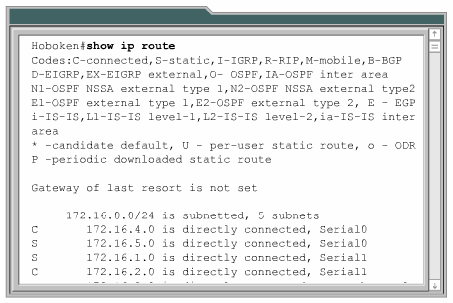 Hoboken#show ip route
Codes:C-connected,S-static,I-IGRP,R-RIP,M-mobile,B-BGP
D-EIGRP,EX-EIGRP external,O- OSPF,IA-OSPF inter area
N1-OSPF NSSA external type 1,N2-OSPF NSSA external type2
E1-OSPF external type 1,E2-OSPF external type 2, E - EGP
i-IS-IS,L1-IS-IS level-1,L2-IS-IS level-2,ia-IS-IS inter
area
* -candidate default, U - per-user static route, o - ODR
P -periodic downloaded static route
Gateway of last resort is not set
172.16.0.0/24 is subnetted, 5 subnets
C 172.16.4.0 is directly connected, Serial0
S 172.16.5.0 is directly connected, Serial0
S 172.16.1.0 is directly connected, Serial1
C 172.16.2.0 is directly connected, Serial1